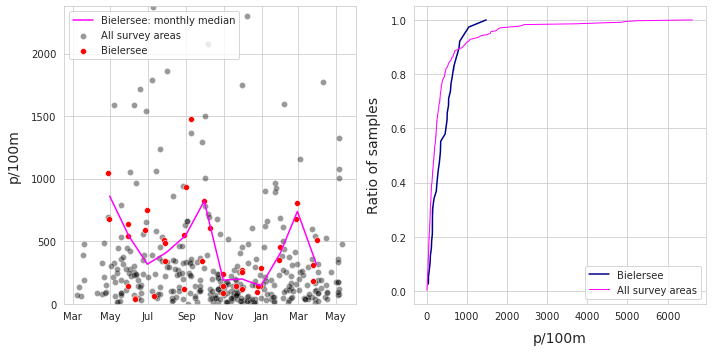 Bielersee: monthly median
All survey areas
Bielersee
p/100m
2000
1500
1000
500
0
Mar May Jul Sep Nov Jan Mar May
Ratio of samples
1.0
0.8
0.6
0.4
0.2
0.0
Bielersee
All survey areas
0 1000 2000 3000 4000 5000 6000
p/100m